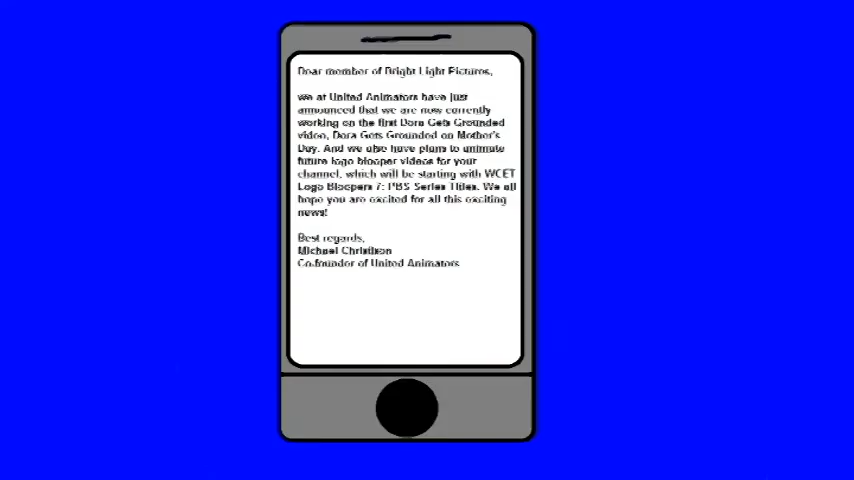 Dear member of Bright Light Pictures,
we at United Animators have just
announced that we are now currently
working on the first Dora Gets Grounded
video, Dora Gets Grounded on Mother's
Day. And we also have plans to animate
future logo blooper videos for your
channel, which will be starting with WCET
Logo Bloopers 7: PBS Series Titles. We all
hope you are excited for all this exciting
news!
Best regards,
Michael Christison
Co-founder of United Animators